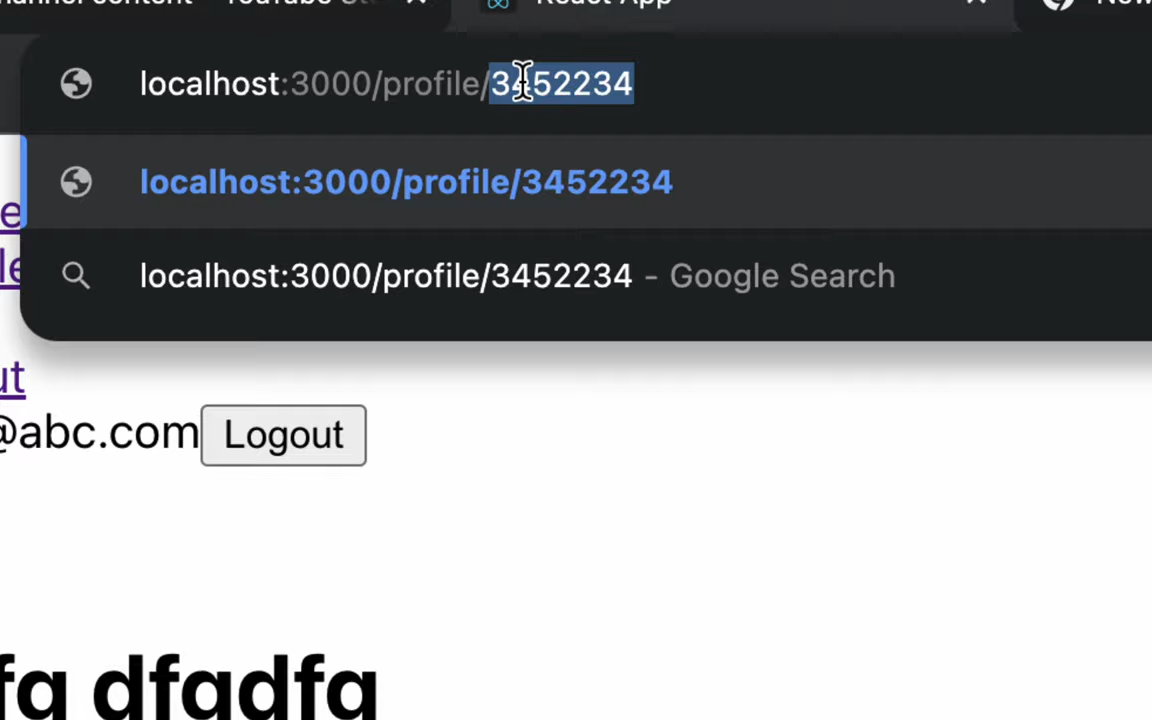 React App
localhost:3000/profile/3452234
localhost:3000/profile/3452234
localhost:3000/profile/3452234 - Google Search
@abc.com Logout